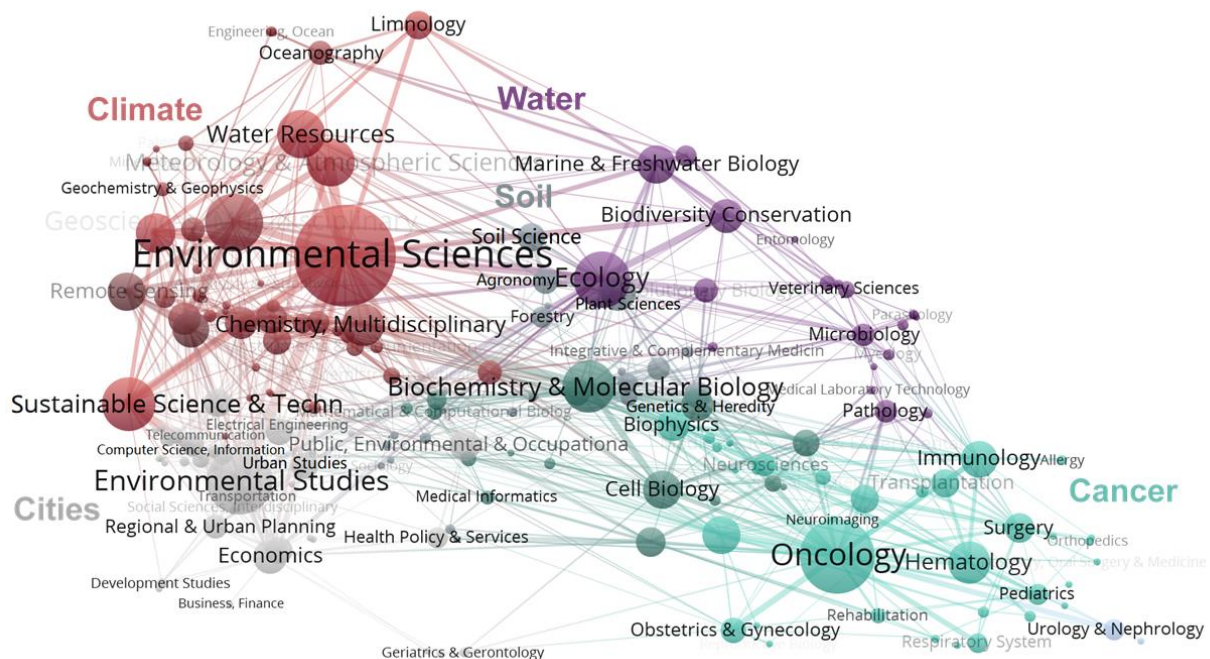 Limnology
Engineering, Ocean
Oceanography
Climate
Water
Water Resources
Meteorology & Atmospheric Sciences
Marine & Freshwater Biology
Geochemistry & Geophysics
Soil
Biodiversity Conservation
Soil Science
Entomology
Environmental Sciences
Ecology
Agronomy
Remote Sensing
Plant Sciences
Veterinary Sciences
Forestry
Parasitology
Chemistry, Multidisciplinary
Microbiology
Integrative & Complementary Medicin
Mycology
Biochemistry & Molecular Biology
Medical Laboratory Technology
Sustainable Science & Techn
Genetics & Heredity
Pathology
Mathematical & Computational Biolog
Electrical Engineering
Biophysics
Telecommunication
Public, Environmental & Occupationa
Computer Science, Information
Urban Studies
Sociology
Neurosciences
Immunology
Allergy
Environmental Studies
Transplantation
Cancer
Cell Biology
Transportation
Medical Informatics
Cities
Social Sciences, Interdisciplinary
Neuroimaging
Regional & Urban Planning
Surgery
Health Policy & Services
Orthopedics
Economics
Oncology
Hematology
Development Studies
Pediatrics
Business, Finance
Rehabilitation
Obstetrics & Gynecology
Urology & Nephrology
Respiratory System
Geriatrics & Gerontology